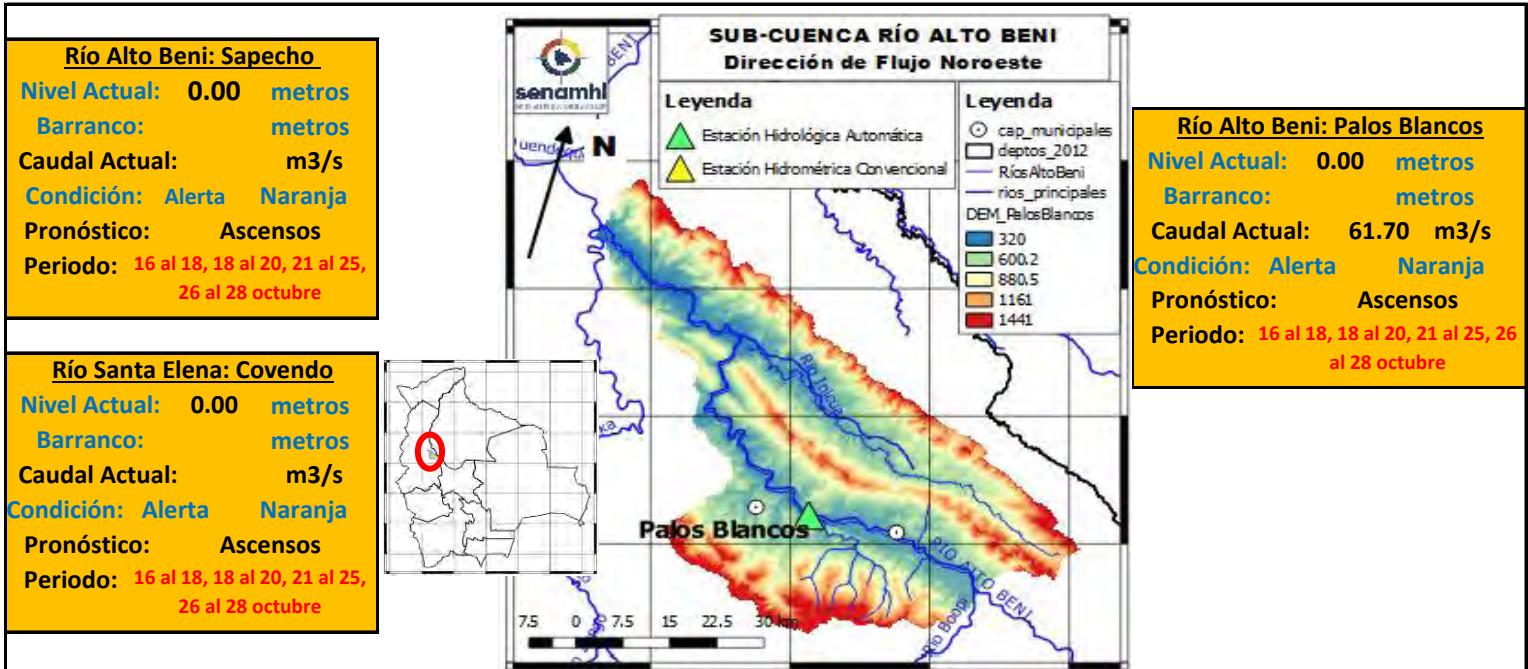 Río Alto Beni: Sapecho
Nivel Actual: 0.00 metros
Barranco: metros
Caudal Actual: m3/s
Condición: Alerta Naranja
Pronóstico: Ascensos
Periodo: 16 al 18, 18 al 20, 21 al 25,
26 al 28 octubre
Río Santa Elena: Covendo
Nivel Actual: 0.00 metros
Barranco: metros
Caudal Actual: m3/s
Condición: Alerta Naranja
Pronóstico: Ascensos
Periodo: 16 al 18, 18 al 20, 21 al 25,
26 al 28 octubre
senamhi
BENI
N
SUB-CUENCA RÍO ALTO BENI
Dirección de Flujo Noroeste
Leyenda
Estación Hidrológica Automática
Estación Hidrométrica Convencional
Leyenda
cap_municipales
deptos_2012
RíosAltoBeni
rios_principales
DEM_PalosBlancos
320
600.2
880.5
1161
1441
Río Inicua
Palos Blancos
RÍO ALTO BENI
Río Boopi
7.5 0 7.5 15 22.5 30 km
Río Alto Beni: Palos Blancos
Nivel Actual: 0.00 metros
Barranco: metros
Caudal Actual: 61.70 m3/s
Condición: Alerta Naranja
Pronóstico: Ascensos
Periodo: 16 al 18, 18 al 20, 21 al 25, 26
al 28 octubre